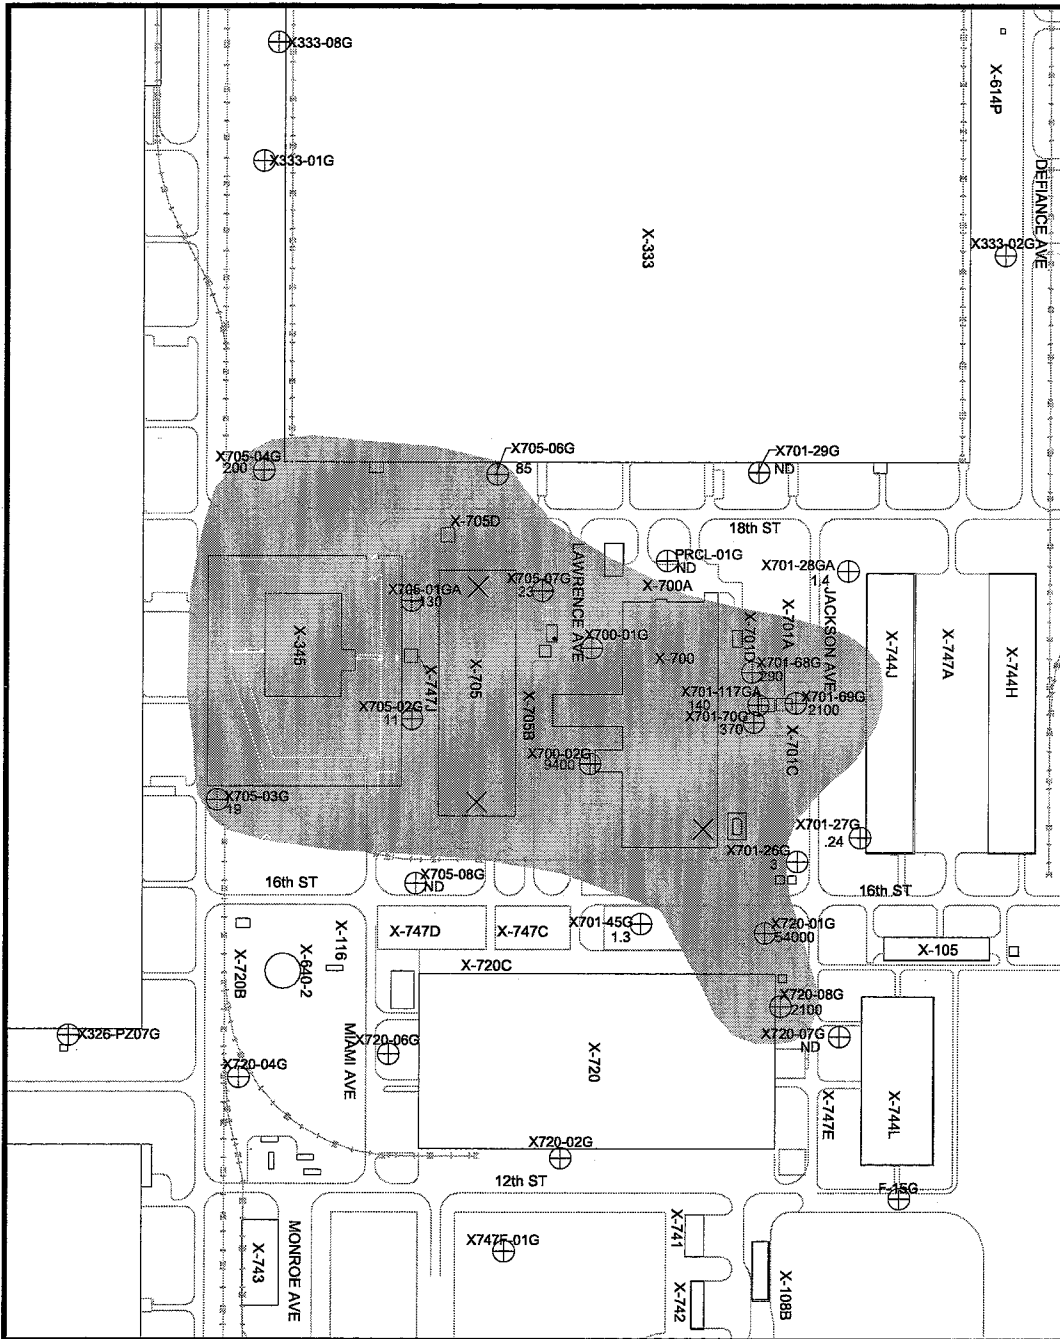 X333-08G
X-614P
X333-01G
DEFIANCE AVE
X-333
X333-02G
X705-04G
200
X705-06G
85
X701-29G
ND
X-705D
18th ST
LAWRENCE AVE
PRCL-01G
ND
X701-28GA
1.4
X705-01GA
130
X705-07G
23
X-700A
X-701A
JACKSON AVE
X-345
X-747J
X-705
X700-01G
X-700
X-701D
X701-68G
290
X-744J
X-747A
X-744H
X705-02G
11
X-705B
X701-117GA
140
X701-69G
2100
X701-70G
370
X-701C
X700-02G
9400
X705-03G
19
X701-27G
.24
X701-26G
3
16th ST
X705-08G
ND
16th ST
X-720B
X-640-2
X-116
X-747D
X-747C
X701-45G
1.3
X720-01G
54000
X-105
X-720C
X720-08G
2100
X326-PZ07G
X720-04G
MIAMI AVE
X720-06G
X-720
X720-07G
ND
X-747E
X-744L
X720-02G
12th ST
F-15G
X-743
MONROE AVE
X747F-01G
X-741
X-742
X-108B